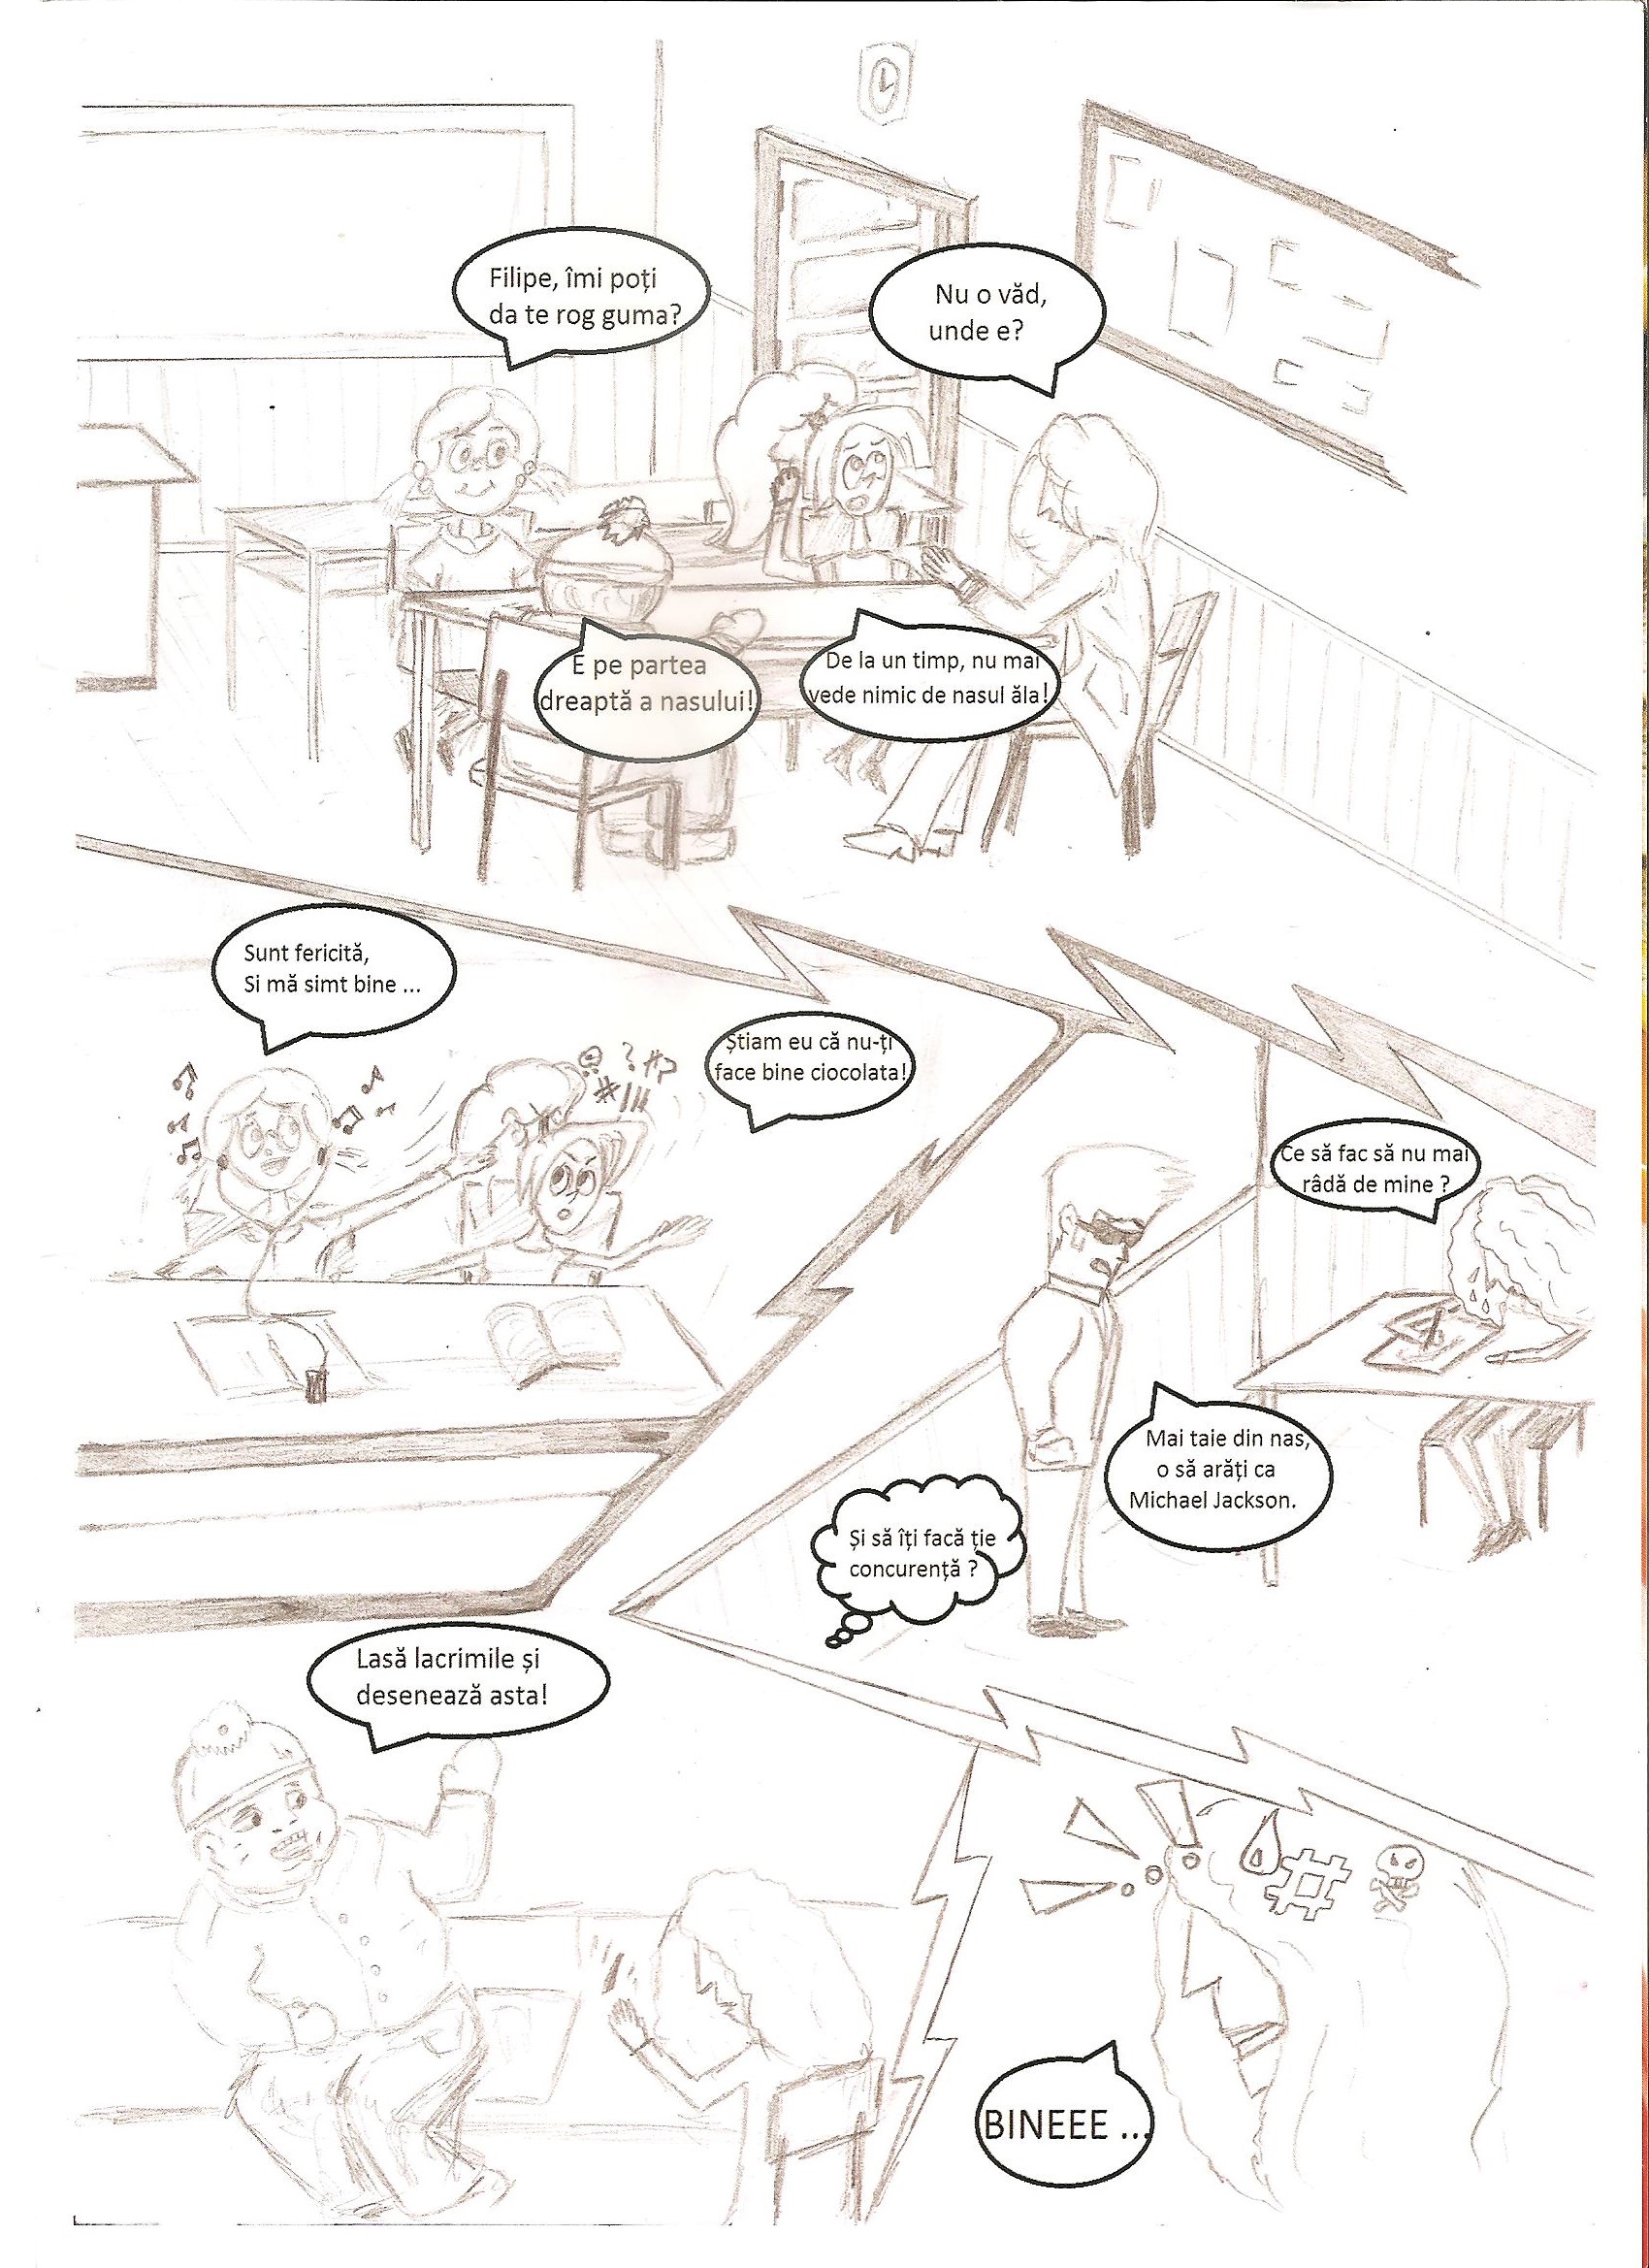 Filipe, îmi poți
da te rog guma?
Nu o văd,
unde e?
E pe partea
dreaptă a nasului!
De la un timp, nu mai
vede nimic de nasul ăla!
Sunt fericită,
Si mă simt bine ...
Știam eu că nu-ți
face bine ciocolata!
Ce să fac să nu mai
râdă de mine ?
Mai taie din nas,
o să arăți ca
Michael Jackson.
Și să îți facă ție
concurență ?
Lasă lacrimile și
desenează asta!
BINEEE ...